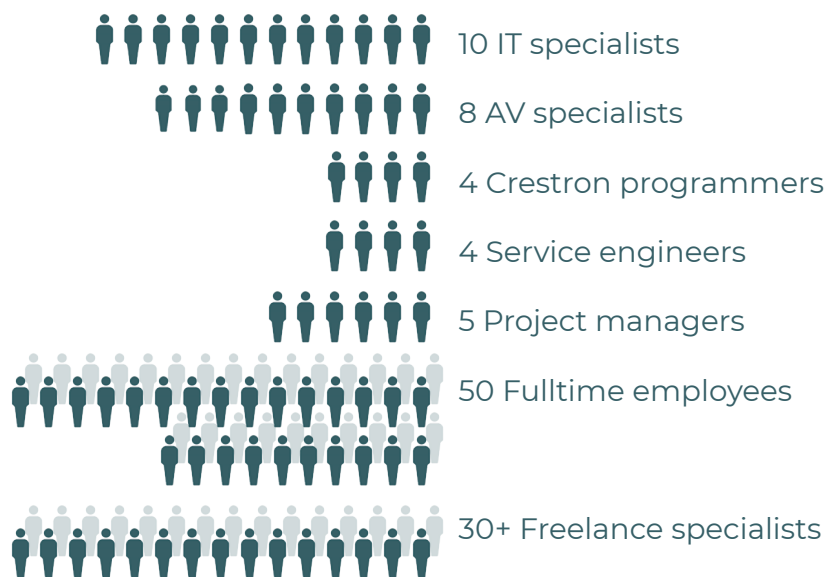 10 IT specialists
8 AV specialists
4 Crestron programmers
4 Service engineers
5 Project managers
50 Fulltime employees
30+ Freelance specialists